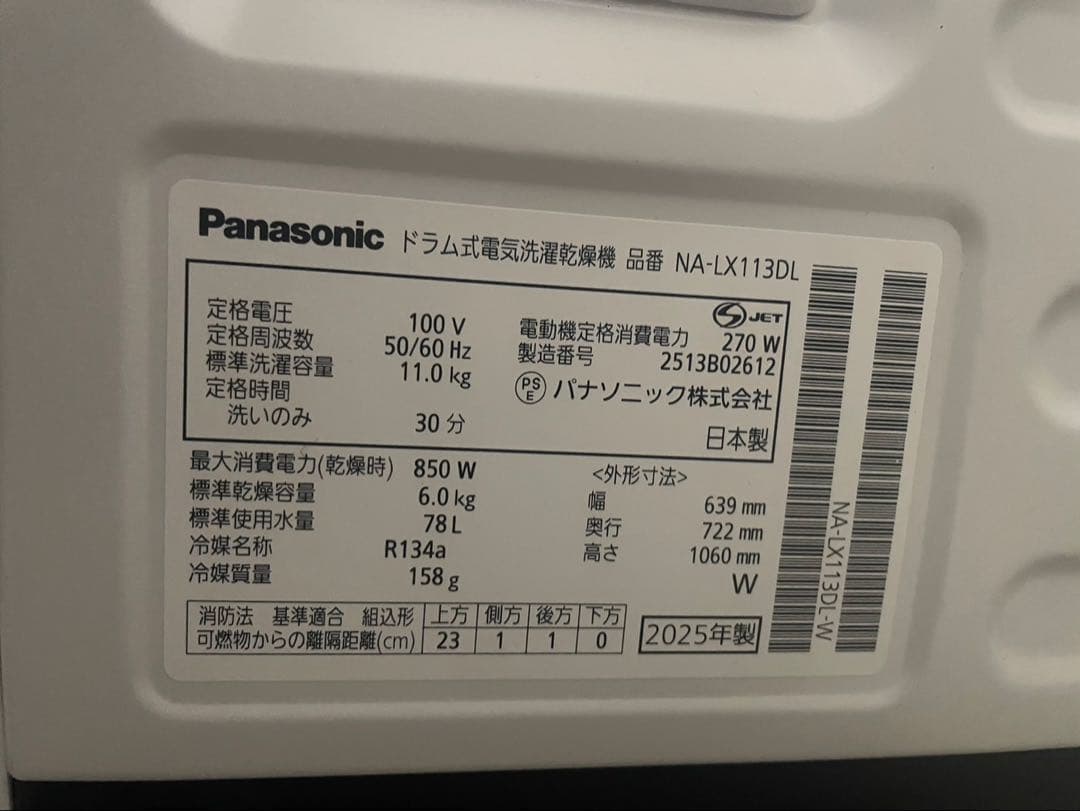 Panasonic ドラム式電気洗濯乾燥機 品番 NA-LX113DL
定格電圧 100 V
定格周波数 50/60 Hz
標準洗濯容量 11.0 kg
定格時間
洗いのみ 30 分
JET
電動機定格消費電力 270 W
製造番号 2513B02612
PSE パナソニック株式会社
日本製
最大消費電力(乾燥時) 850 W
標準乾燥容量 6.0 kg
標準使用水量 78 L
冷媒名称 R134a
冷媒質量 158 g
<外形寸法>
幅 639 mm
奥行 722 mm
高さ 1060 mm
W
消防法 基準適合 組込形 上方 側方 後方 下方
可燃物からの離隔距離(cm) 23 1 1 0
2025年製
NA-LX113DL-W